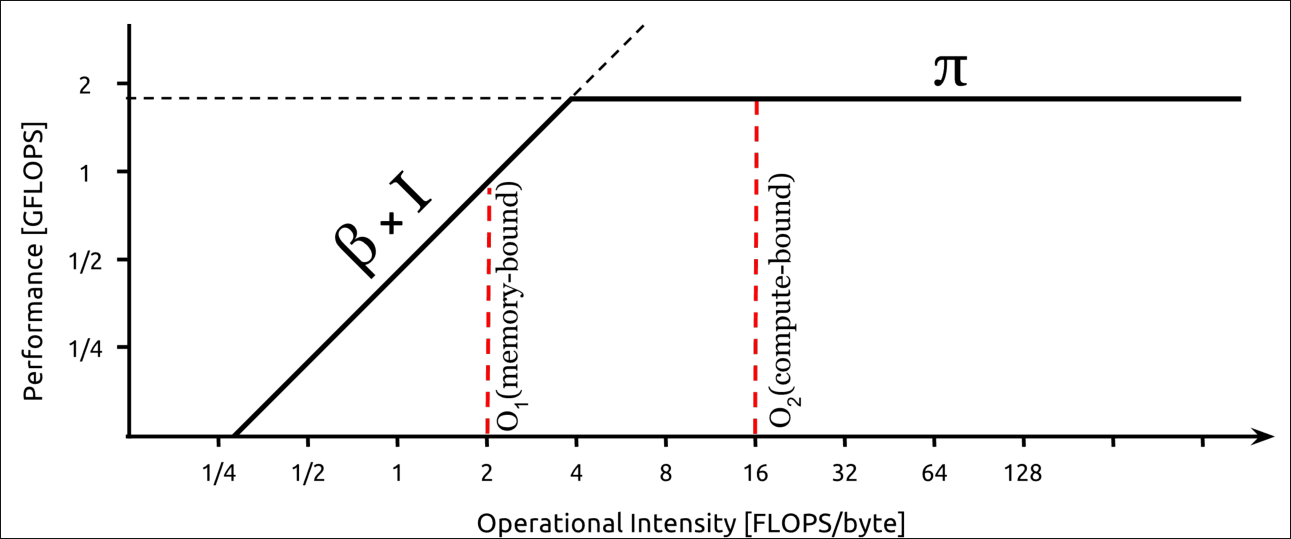 π
2
1
1/2
1/4
Performance [GFLOPS]
β + I
O1(memory-bound)
O2(compute-bound)
1/4 1/2 1 2 4 8 16 32 64 128
Operational Intensity [FLOPS/byte]